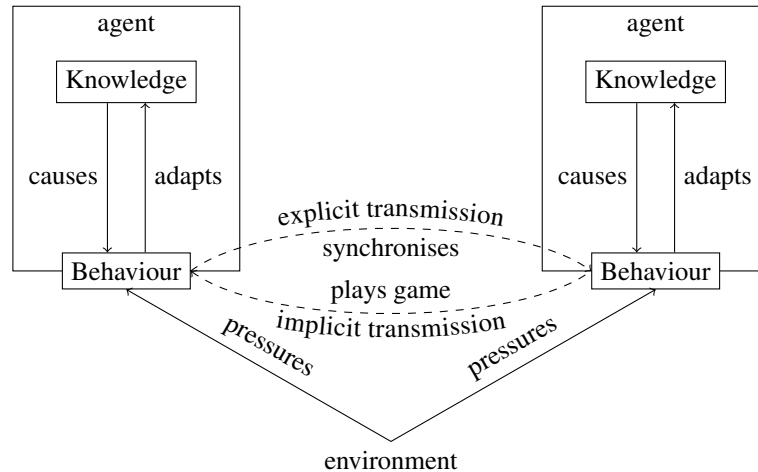 agent
agent
Knowledge
Knowledge
causes
adapts
causes
adapts
explicit transmission
synchronises
Behaviour
Behaviour
plays game
implicit transmission
pressures
pressures
environment